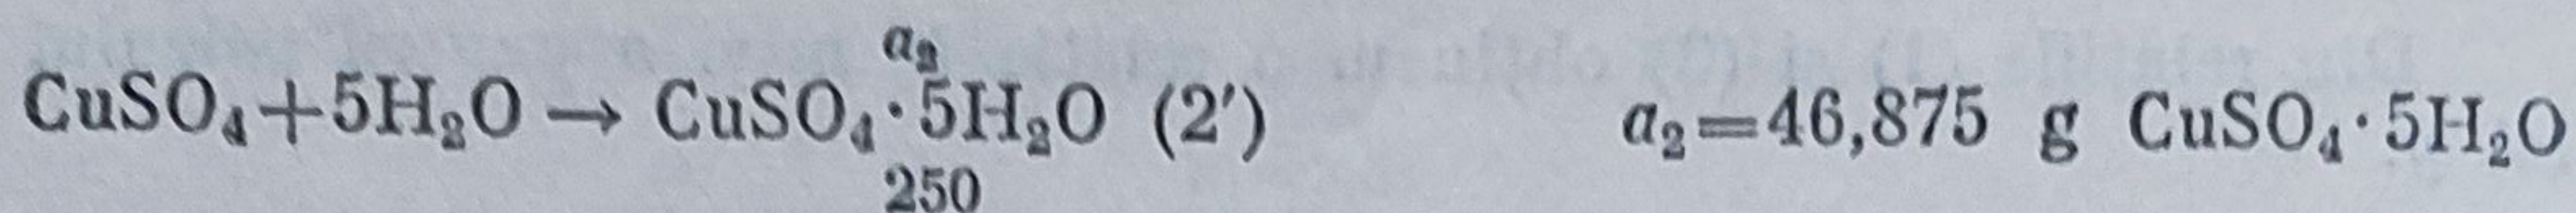 a₂
CuSO₄+5H₂O → CuSO₄·5H₂O (2′) a₂=46,875 g CuSO₄·5H₂O
250